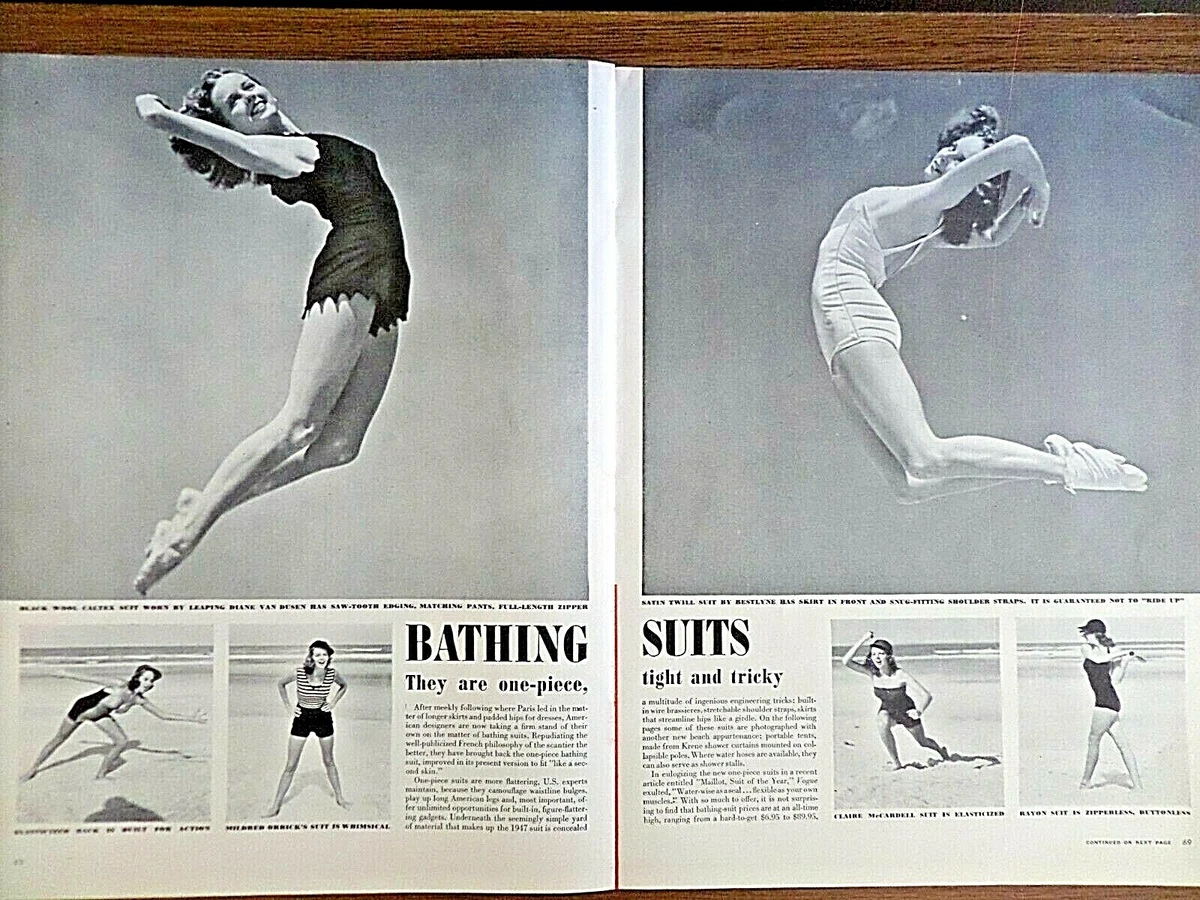 BLACK WOOL CALTEX SUIT WORN BY LEAPING DIANE VAN DUSEN HAS SAW-TOOTH EDGING, MATCHING PANTS, FULL-LENGTH ZIPPER
SATIN TWILL SUIT BY BESTLYNE HAS SKIRT IN FRONT AND SNUG-FITTING SHOULDER STRAPS. IT IS GUARANTEED NOT TO "RIDE UP"
BATHING SUITS
They are one-piece, tight and tricky
After meekly following where Paris led in the mat-
ter of longer skirts and padded hips for dresses, Amer-
ican designers are now taking a firm stand of their
own on the matter of bathing suits. Repudiating the
well-publicized French philosophy of the scantier the
better, they have brought back the one-piece bathing
suit, improved in its present version to fit "like a sec-
ond skin."
One-piece suits are more flattering, U.S. experts
maintain, because they camouflage waistline bulges,
play up long American legs and, most important, of-
fer unlimited opportunities for built-in, figure-flatter-
ing gadgets. Underneath the seemingly simple yard
of material that makes up the 1947 suit is concealed
a multitude of ingenious engineering tricks: built-
in wire brassieres, stretchable shoulder straps, skirts
that streamline hips like a girdle. On the following
pages some of these suits are photographed with
another new beach appurtenance: portable tents,
made from Krene shower curtains mounted on col-
lapsible poles. Where water hoses are available, they
can also serve as shower stalls.
In eulogizing the new one-piece suits in a recent
article entitled "Maillot, Suit of the Year," Vogue
exulted, "Water-wise as a seal ... flexible as your own
muscles." With so much to offer, it is not surpris-
ing to find that bathing-suit prices are at an all-time
high, ranging from a hard-to-get $6.95 to $89.95.
ELASTICIZED BACK IS BUILT FOR ACTION
MILDRED ORRICK'S SUIT IS WHIMSICAL
CLAIRE McCARDELL SUIT IS ELASTICIZED
RAYON SUIT IS ZIPPERLESS, BUTTONLESS
CONTINUED ON NEXT PAGE 69